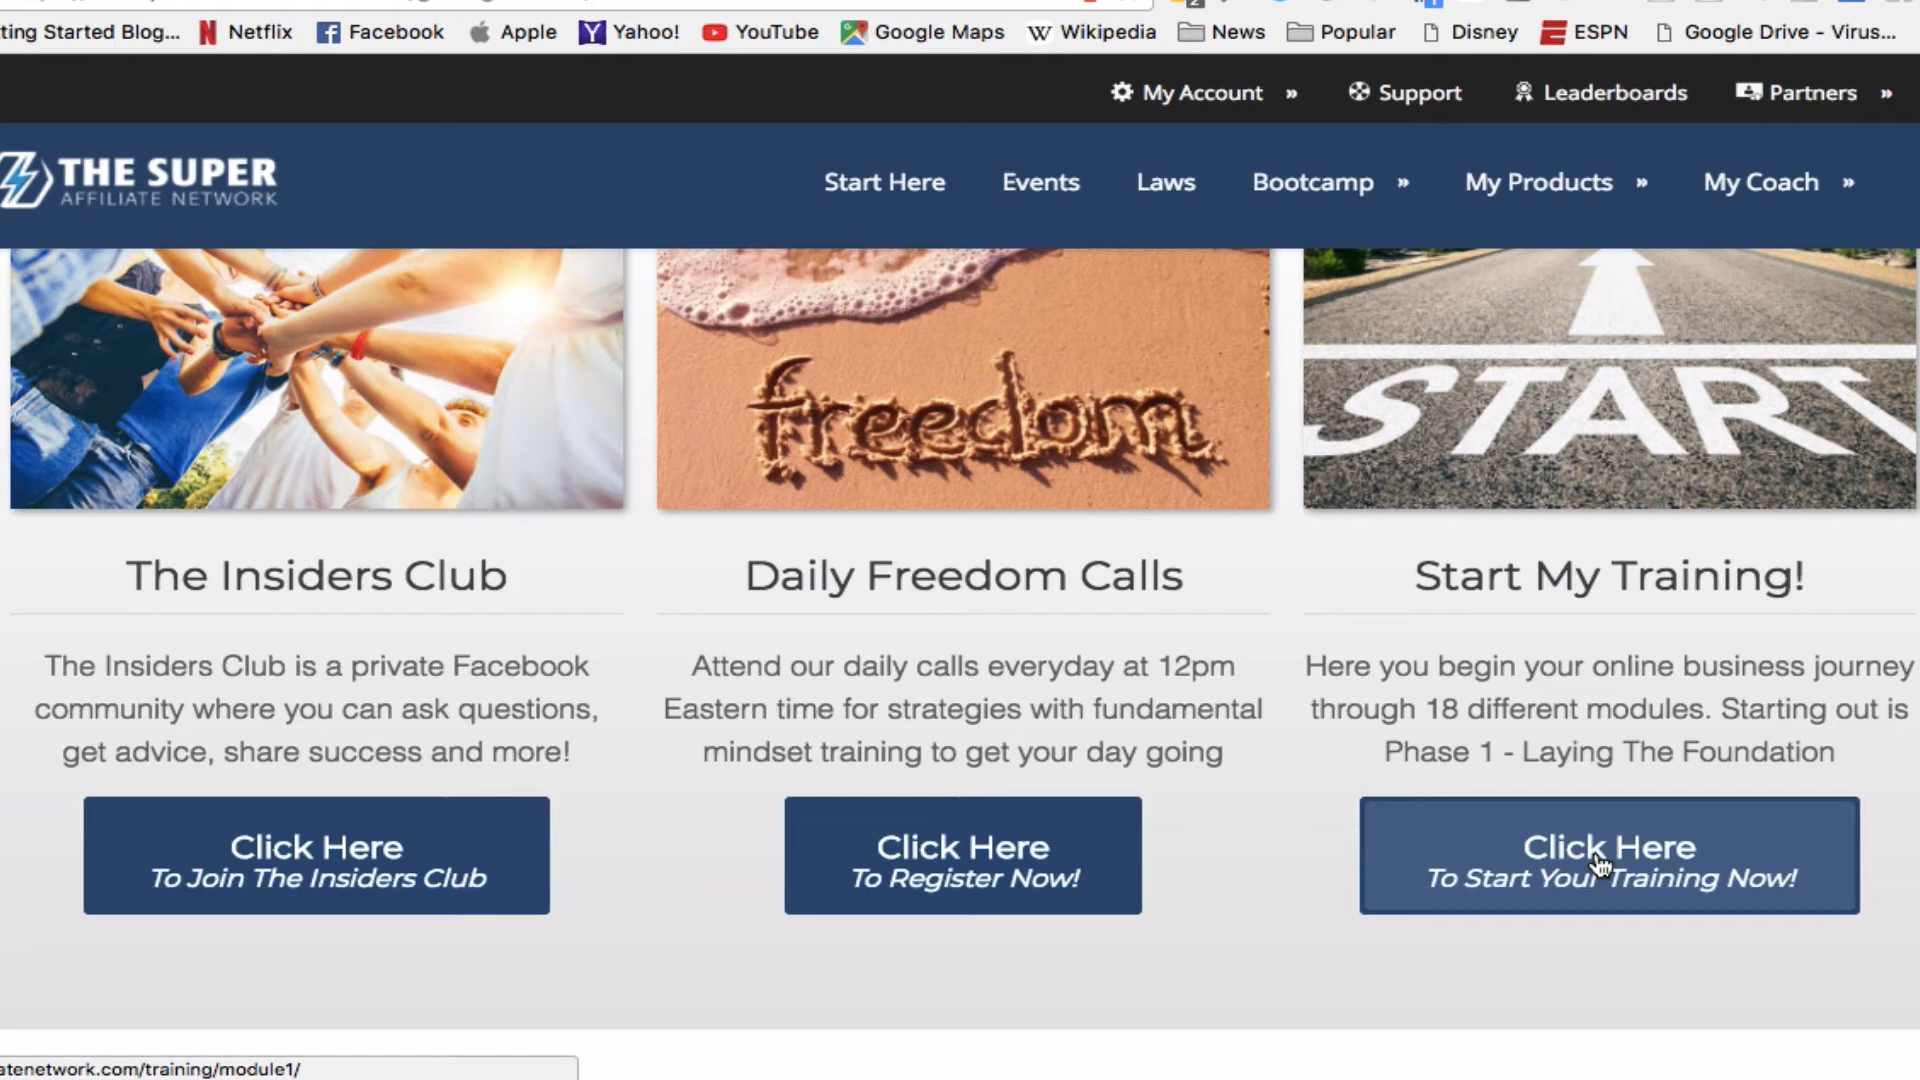 ting Started Blog... Netflix Facebook Apple Yahoo! YouTube Google Maps Wikipedia News Popular Disney ESPN Google Drive - Virus...
My Account » Support Leaderboards Partners »
THE SUPER
AFFILIATE NETWORK
Start Here Events Laws Bootcamp » My Products » My Coach »
freedom
START
The Insiders Club
The Insiders Club is a private Facebook
community where you can ask questions,
get advice, share success and more!
Click Here
To Join The Insiders Club
Daily Freedom Calls
Attend our daily calls everyday at 12pm
Eastern time for strategies with fundamental
mindset training to get your day going
Click Here
To Register Now!
Start My Training!
Here you begin your online business journey
through 18 different modules. Starting out is
Phase 1 - Laying The Foundation
Click Here
To Start Your Training Now!
atenetwork.com/training/module1/